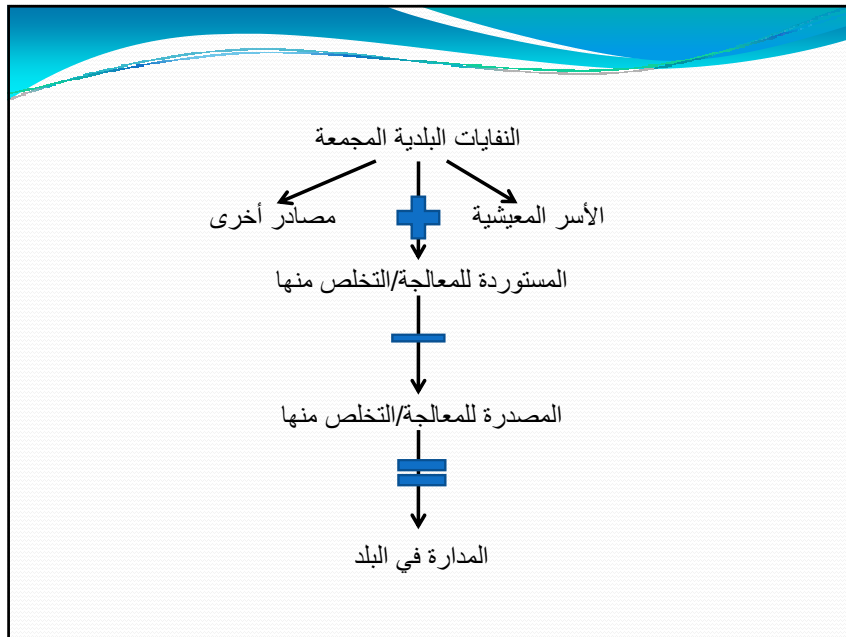 النفايات البلدية المجمعة
الأسر المعيشية
مصادر أخرى
المستوردة للمعالجة/التخلص منها
المصدرة للمعالجة/التخلص منها
المدارة في البلد